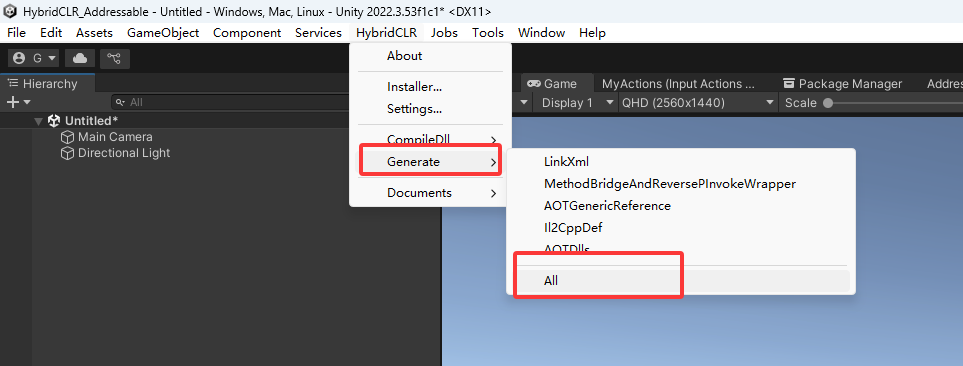 HybridCLR_Addressable - Untitled - Windows, Mac, Linux - Unity 2022.3.53f1c1* <DX11>
File Edit Assets GameObject Component Services HybridCLR Jobs Tools Window Help
G
About
Hierarchy
Game
MyActions (Input Actions ...
Package Manager
Addres
All
Installer...
Display 1
QHD (2560x1440)
Scale
Settings...
Untitled*
Main Camera
CompileDll
Directional Light
Generate
LinkXml
MethodBridgeAndReversePInvokeWrapper
Documents
AOTGenericReference
Il2CppDef
AOTDlls
All